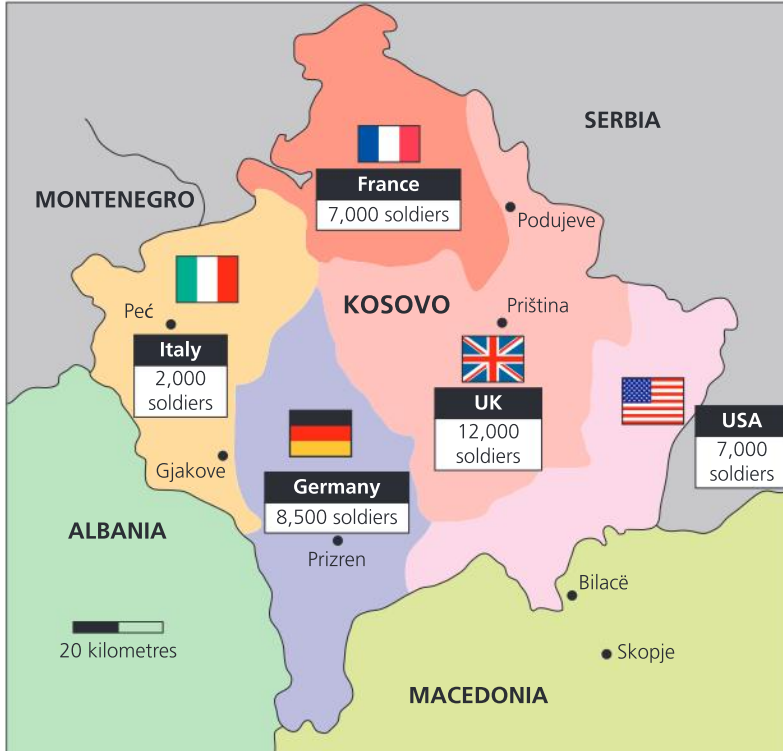 SERBIA
France
7,000 soldiers
MONTENEGRO
Podujeve
KOSOVO
Peć
Priština
Italy
2,000
soldiers
UK
12,000
soldiers
USA
7,000
soldiers
Gjakove
Germany
8,500 soldiers
ALBANIA
Prizren
Bilacë
20 kilometres
Skopje
MACEDONIA